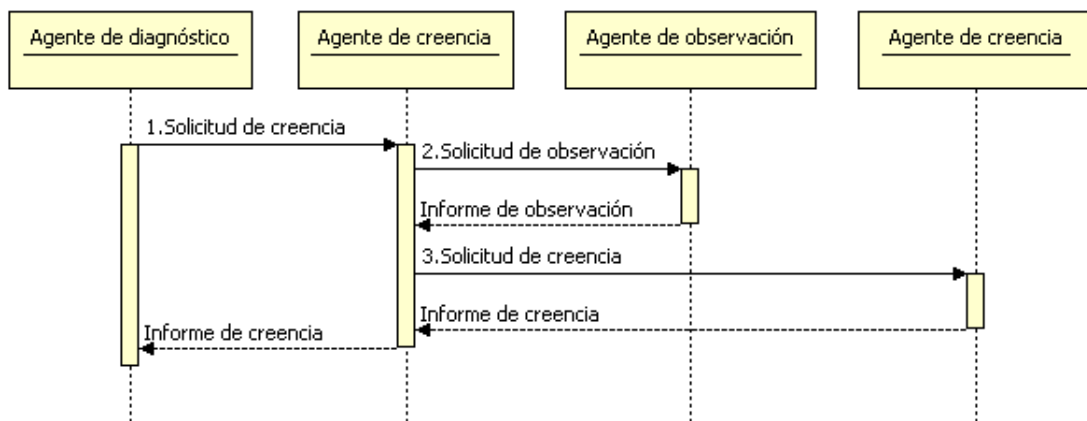 Agente de diagnóstico
Agente de creencia
Agente de observación
Agente de creencia
1.Solicitud de creencia
2.Solicitud de observación
Informe de observación
3.Solicitud de creencia
Informe de creencia
Informe de creencia